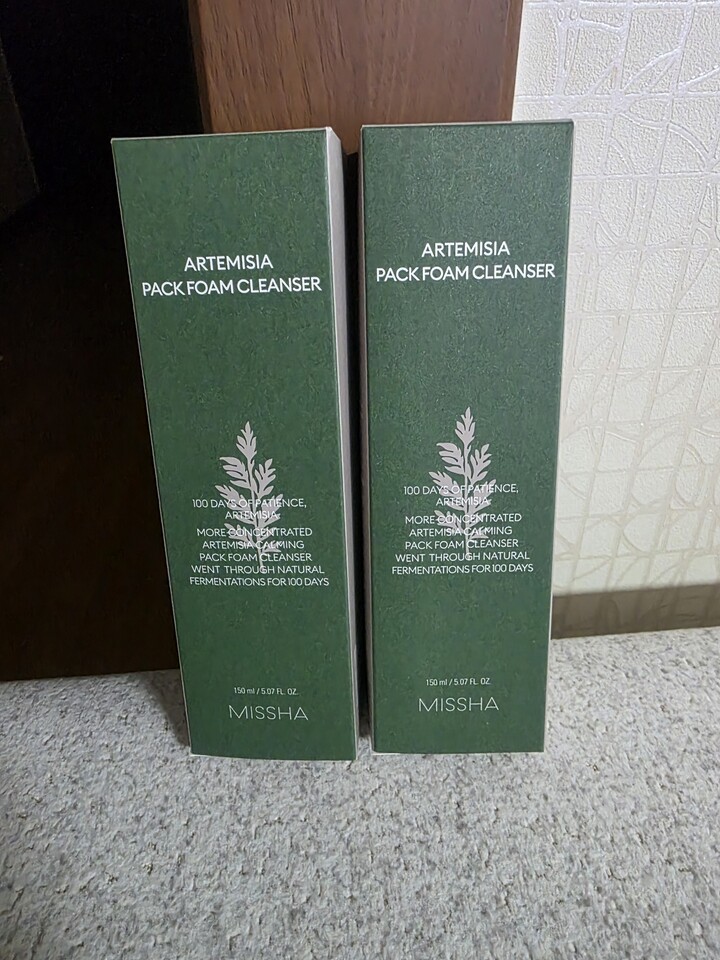 ARTEMISIA
PACK FOAM CLEANSER
100 DAYS OF PATIENCE,
ARTEMISIA.
MORE CONCENTRATED
ARTEMISIA CALMING
PACK FOAM CLEANSER
WENT THROUGH NATURAL
FERMENTATIONS FOR 100 DAYS
150 ml / 5.07 FL. OZ.
MISSHA
ARTEMISIA
PACK FOAM CLEANSER
100 DAYS OF PATIENCE,
ARTEMISIA.
MORE CONCENTRATED
ARTEMISIA CALMING
PACK FOAM CLEANSER
WENT THROUGH NATURAL
FERMENTATIONS FOR 100 DAYS
150 ml / 5.07 FL. OZ.
MISSHA